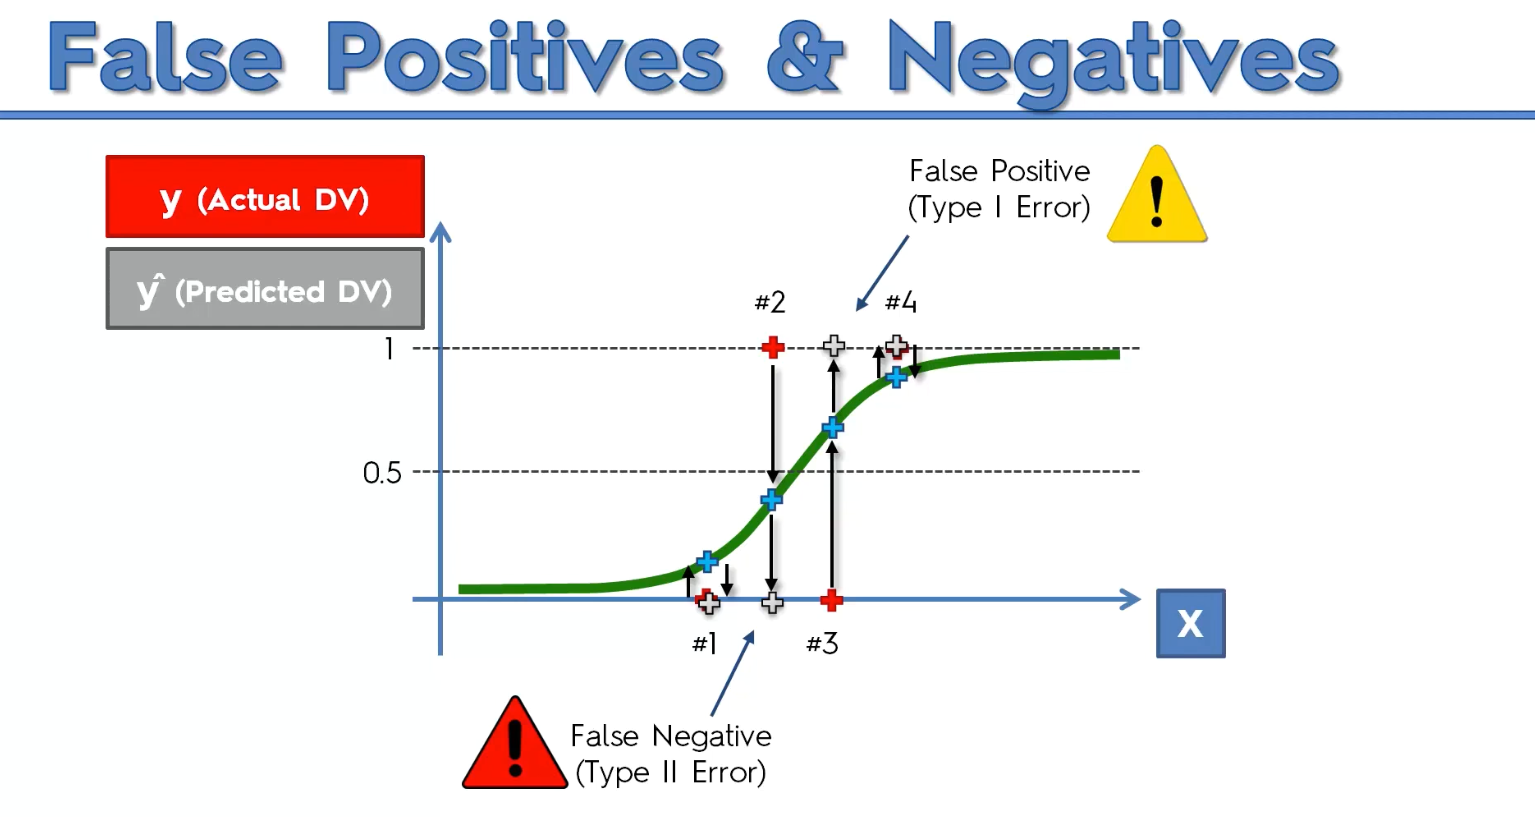 False Positives & Negatives
y (Actual DV)
ŷ (Predicted DV)
False Positive
(Type I Error)
!
#2
#4
1
0.5
#1
#3
X
!
False Negative
(Type II Error)